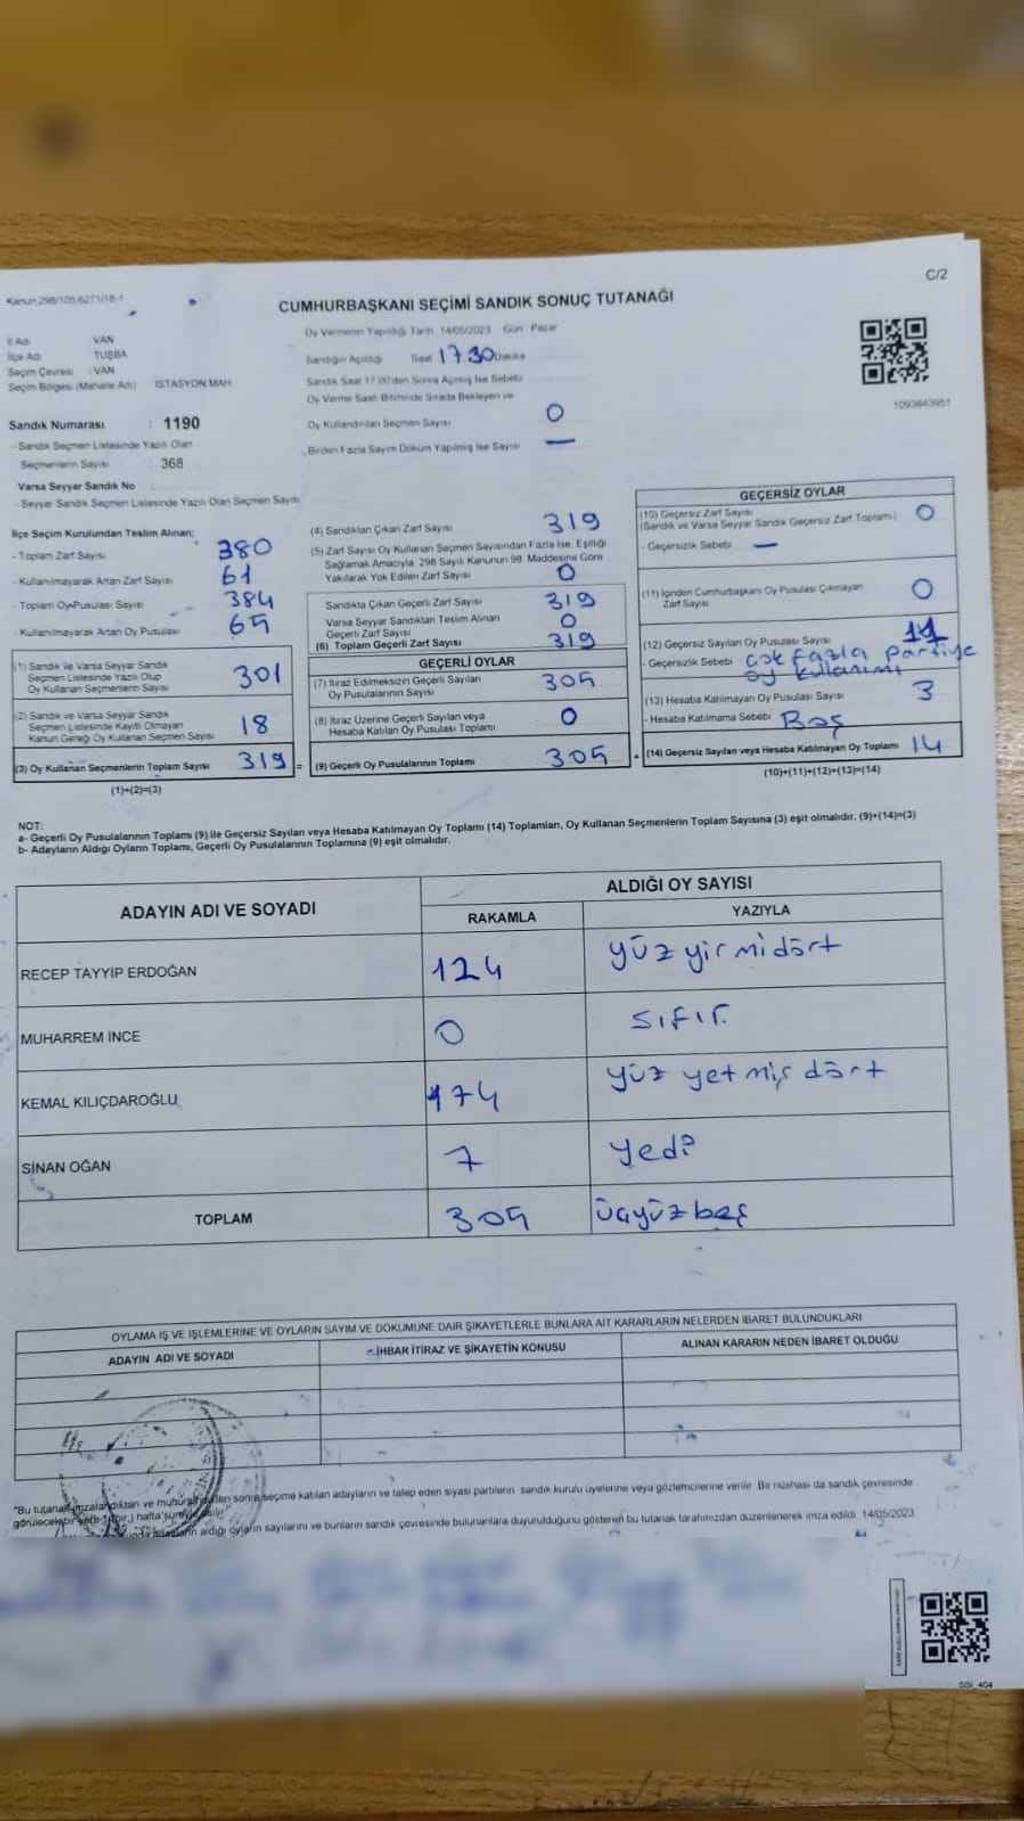 C/2
Kanun 298/105.6271/18-1
CUMHURBAŞKANI SEÇİMİ SANDIK SONUÇ TUTANAĞI
İl Adı VAN
İlçe Adı TUŞBA
Seçim Çevresi : VAN
Seçim Bölgesi (Mahalle Adı) İSTASYON MAH
Sandık Numarası : 1190
- Sandık Seçmen Listesinde Yazılı Olan
Seçmenlerin Sayısı 368
Varsa Seyyar Sandık No
- Seyyar Sandık Seçmen Listesinde Yazılı Olan Seçmen Sayısı
Oy Vermenin Yapıldığı Tarih 14/05/2023 Gün : Pazar
Sandığın Açıldığı Saat 17 30 Dakika
Sandık Saat 17.00'den Sonra Açılmış İse Sebebi
Oy Verme Saati Bitiminde Sırada Bekleyen ve
Oy Kullandırılan Seçmen Sayısı 0
Birden Fazla Sayım Döküm Yapılmış İse Sayısı —
1093843951
İlçe Seçim Kurulundan Teslim Alınan;
- Toplam Zarf Sayısı 380
- Kullanılmayarak Artan Zarf Sayısı 61
- Toplam Oy Pusulası Sayısı 384
- Kullanılmayarak Artan Oy Pusulası 65
(1) Sandık ve Varsa Seyyar Sandık
Seçmen Listesinde Yazılı Olup
Oy Kullanan Seçmenlerin Sayısı 301
(2) Sandık ve Varsa Seyyar Sandık
Seçmen Listesinde Kayıtlı Olmayan
Kanun Gereği Oy Kullanan Seçmen Sayısı 18
(3) Oy Kullanan Seçmenlerin Toplam Sayısı 319 =
(1)+(2)=(3)
(4) Sandıktan Çıkan Zarf Sayısı 319
(5) Zarf Sayısı Oy Kullanan Seçmen Sayısından Fazla İse, Eşitliği
Sağlamak Amacıyla, 298 Sayılı Kanunun 98. Maddesine Göre
Yakılarak Yok Edilen Zarf Sayısı 0
Sandıkta Çıkan Geçerli Zarf Sayısı 319
Varsa Seyyar Sandıktan Teslim Alınan
Geçerli Zarf Sayısı 0
(6) Toplam Geçerli Zarf Sayısı 319
GEÇERLİ OYLAR
(7) İtiraz Edilmeksizin Geçerli Sayılan
Oy Pusulalarının Sayısı 305
(8) İtiraz Üzerine Geçerli Sayılan veya
Hesaba Katılan Oy Pusulası Toplamı 0
(9) Geçerli Oy Pusulalarının Toplamı 305 +
GEÇERSİZ OYLAR
(10) Geçersiz Zarf Sayısı 0
(Sandık ve Varsa Seyyar Sandık Geçersiz Zarf Toplamı)
- Geçersizlik Sebebi —
(11) İçinden Cumhurbaşkanı Oy Pusulası Çıkmayan
Zarf Sayısı 0
(12) Geçersiz Sayılan Oy Pusulası Sayısı 11
- Geçersizlik Sebebi çok fazla partiye
oy kullanımı
(13) Hesaba Katılmayan Oy Pusulası Sayısı 3
- Hesaba Katılmama Sebebi Boş
(14) Geçersiz Sayılan veya Hesaba Katılmayan Oy Toplamı 14
(10)+(11)+(12)+(13)=(14)
NOT:
a- Geçerli Oy Pusulalarının Toplamı (9) ile Geçersiz Sayılan veya Hesaba Katılmayan Oy Toplamı (14) Toplamları, Oy Kullanan Seçmenlerin Toplam Sayısına (3) eşit olmalıdır. (9)+(14)=(3)
b- Adayların Aldığı Oyların Toplamı, Geçerli Oy Pusulalarının Toplamına (9) eşit olmalıdır.
ADAYIN ADI VE SOYADI
ALDIĞI OY SAYISI
RAKAMLA YAZIYLA
RECEP TAYYİP ERDOĞAN 124 yüz yirmi dört
MUHARREM İNCE 0 sıfır.
KEMAL KILIÇDAROĞLU 174 yüz yetmiş dört
SİNAN OĞAN 7 yedi
TOPLAM 305 üçyüzbeş
OYLAMA İŞ VE İŞLEMLERİNE VE OYLARIN SAYIM VE DÖKÜMÜNE DAİR ŞİKAYETLERLE BUNLARA AİT KARARLARIN NELERDEN İBARET BULUNDUKLARI
ADAYIN ADI VE SOYADI İHBAR İTİRAZ VE ŞİKAYETİN KONUSU ALINAN KARARIN NEDEN İBARET OLDUĞU
"Bu tutanak imzalandıktan ve mühürlendikten sonra seçime katılan adayların ve talep eden siyasi partilerin sandık kurulu üyelerine veya gözlemcilerine verilir. Bir nüshası da sandık çevresinde
görülecek bir yerde 1 (bir) hafta süreyle
aldığı oyların sayılarını ve bunların sandık çevresinde bulunanlara duyurulduğunu gösteren bu tutanak tarafımızdan düzenlenerek imza edildi. 14/05/2023